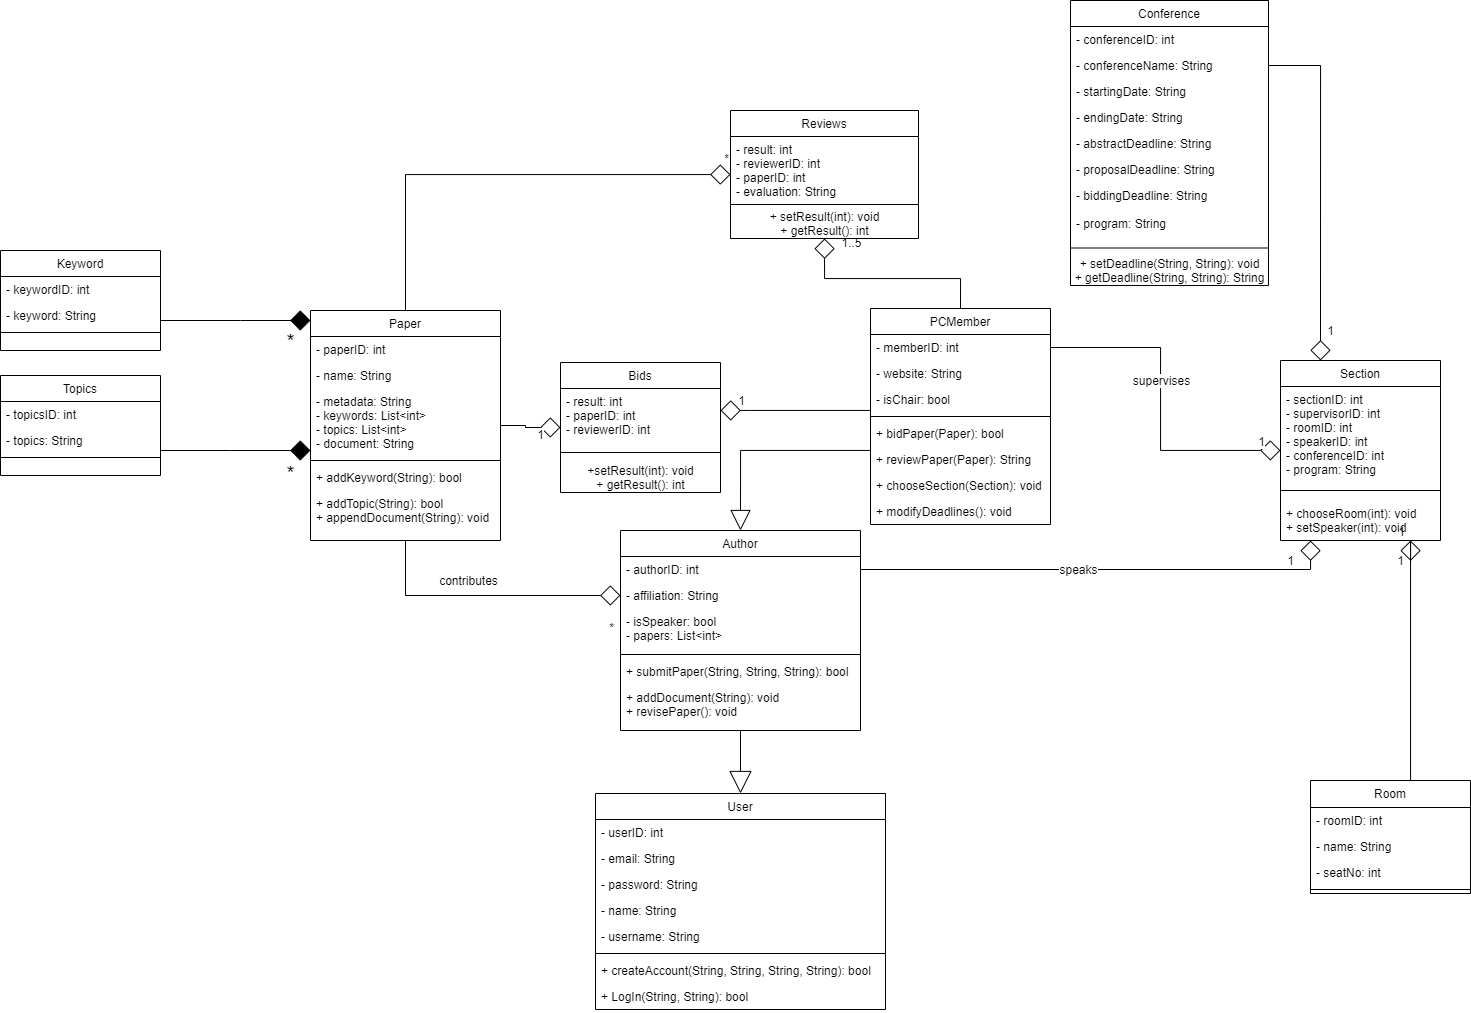 Conference
- conferenceID: int
- conferenceName: String
- startingDate: String
- endingDate: String
- abstractDeadline: String
- proposalDeadline: String
- biddingDeadline: String
- program: String
+ setDeadline(String, String): void
+ getDeadline(String, String): String
1
Reviews
- result: int
- reviewerID: int
- paperID: int
- evaluation: String
+ setResult(int): void
+ getResult(): int
*
1..5
Keyword
- keywordID: int
- keyword: String
*
Topics
- topicsID: int
- topics: String
*
Paper
- paperID: int
- name: String
- metadata: String
- keywords: List<int>
- topics: List<int>
- document: String
+ addKeyword(String): bool
+ addTopic(String): bool
+ appendDocument(String): void
Bids
- result: int
- paperID: int
- reviewerID: int
+setResult(int): void
+ getResult(): int
1
1
PCMember
- memberID: int
- website: String
- isChair: bool
+ bidPaper(Paper): bool
+ reviewPaper(Paper): String
+ chooseSection(Section): void
+ modifyDeadlines(): void
supervises
1
Section
- sectionID: int
- supervisorID: int
- roomID: int
- speakerID: int
- conferenceID: int
- program: String
+ chooseRoom(int): void
+ setSpeaker(int): void
1
1
1
contributes
*
Author
- authorID: int
- affiliation: String
- isSpeaker: bool
- papers: List<int>
+ submitPaper(String, String, String): bool
+ addDocument(String): void
+ revisePaper(): void
speaks
User
- userID: int
- email: String
- password: String
- name: String
- username: String
+ createAccount(String, String, String, String): bool
+ LogIn(String, String): bool
Room
- roomID: int
- name: String
- seatNo: int